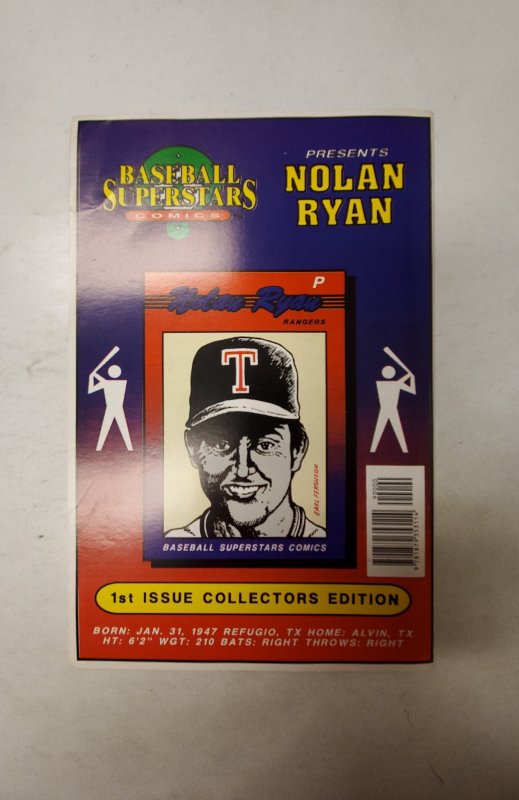 BASEBALL
SUPERSTARS
COMICS
PRESENTS
NOLAN
RYAN
P
Nolan Ryan
RANGERS
T
EARL FERGUSON
BASEBALL SUPERSTARS COMICS
90000
1st ISSUE COLLECTORS EDITION
BORN: JAN. 31, 1947 REFUGIO, TX HOME: ALVIN, TX
HT: 6'2" WGT: 210 BATS: RIGHT THROWS: RIGHT